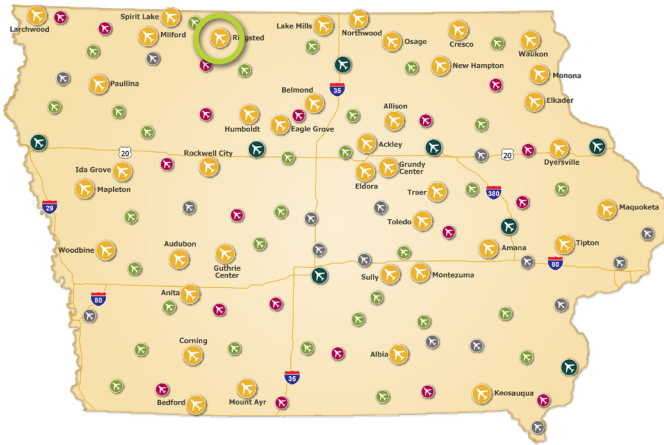 Larchwood
Spirit Lake
Milford
Ringsted
Lake Mills
Northwood
Osage
Cresco
Waukon
New Hampton
Monona
Paullina
Belmond
Allison
Elkader
Humboldt
Eagle Grove
35
Ackley
20
20
Dyersville
Rockwell City
Ida Grove
Mapleton
Grundy
Center
Eldora
Traer
380
29
Maquoketa
Toledo
Woodbine
Audubon
Guthrie
Center
Amana
Tipton
80
Sully
Montezuma
Anita
80
Corning
Albia
35
Bedford
Mount Ayr
Keosauqua